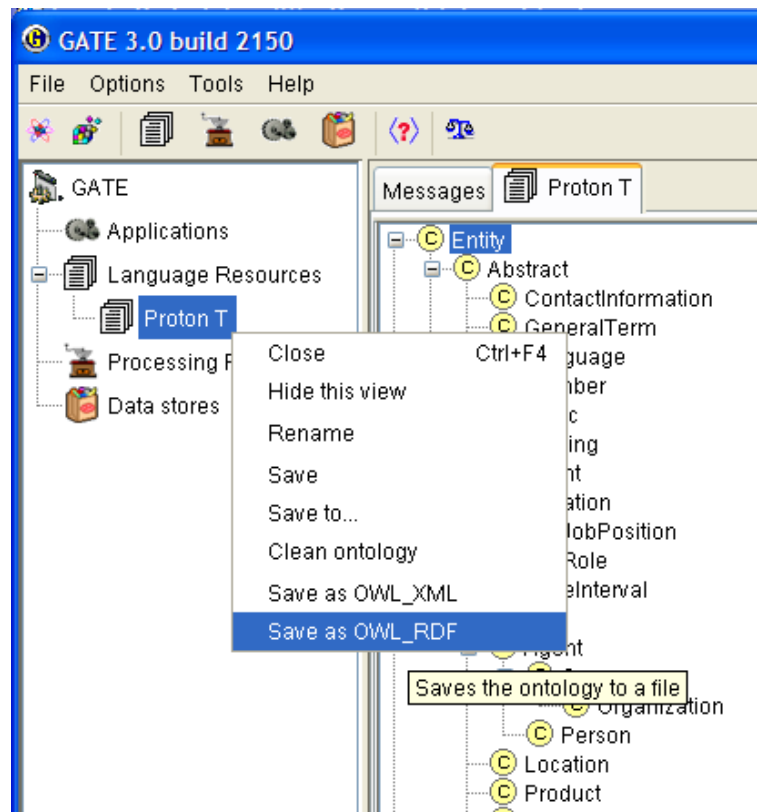 GATE 3.0 build 2150
File Options Tools Help
GATE
Applications
Language Resources
Proton T
Processing
Data stores
Close Ctrl+F4
Hide this view
Rename
Save
Save to...
Clean ontology
Save as OWL_XML
Save as OWL_RDF
Saves the ontology to a file
Messages Proton T
Entity
Abstract
ContactInformation
GeneralTerm
JobPosition
Role
Organization
Person
Location
Product